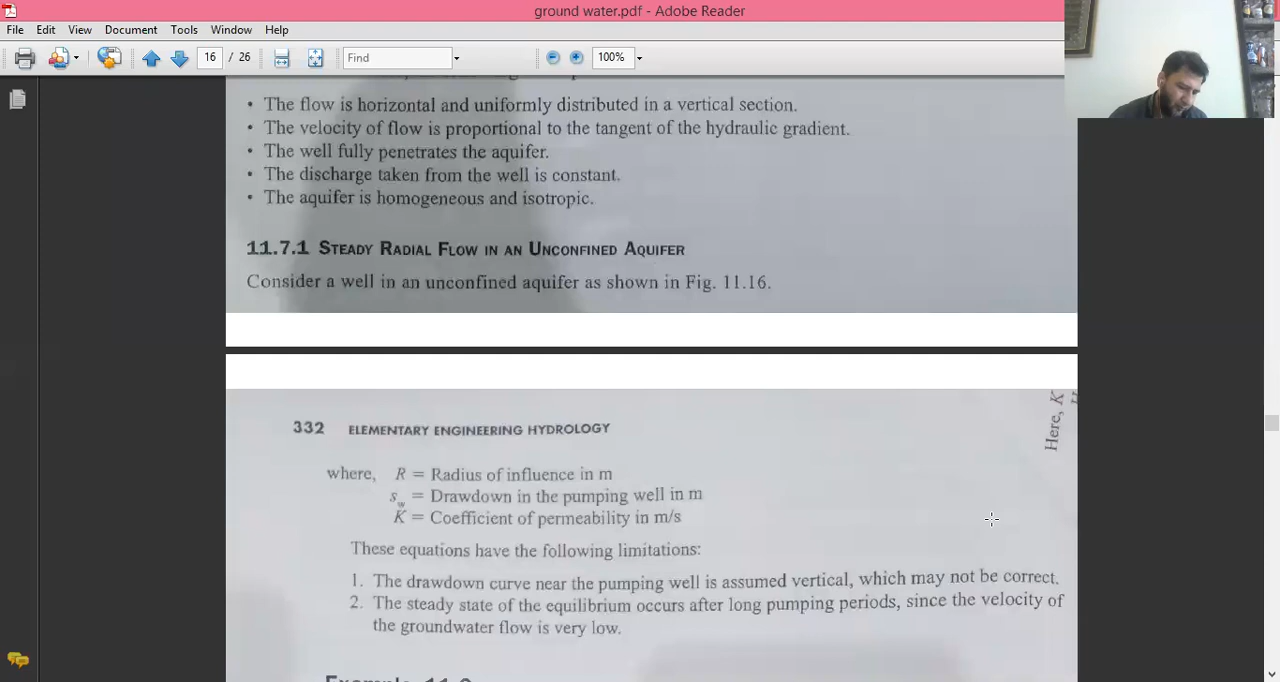 ground water.pdf - Adobe Reader
File Edit View Document Tools Window Help
16 / 26 Find 100%
• The flow is horizontal and uniformly distributed in a vertical section.
• The velocity of flow is proportional to the tangent of the hydraulic gradient.
• The well fully penetrates the aquifer.
• The discharge taken from the well is constant.
• The aquifer is homogeneous and isotropic.
11.7.1 STEADY RADIAL FLOW IN AN UNCONFINED AQUIFER
Consider a well in an unconfined aquifer as shown in Fig. 11.16.
Here, K
332 ELEMENTARY ENGINEERING HYDROLOGY
where, R = Radius of influence in m
s_w = Drawdown in the pumping well in m
K = Coefficient of permeability in m/s
These equations have the following limitations:
1. The drawdown curve near the pumping well is assumed vertical, which may not be correct.
2. The steady state of the equilibrium occurs after long pumping periods, since the velocity of
the groundwater flow is very low.